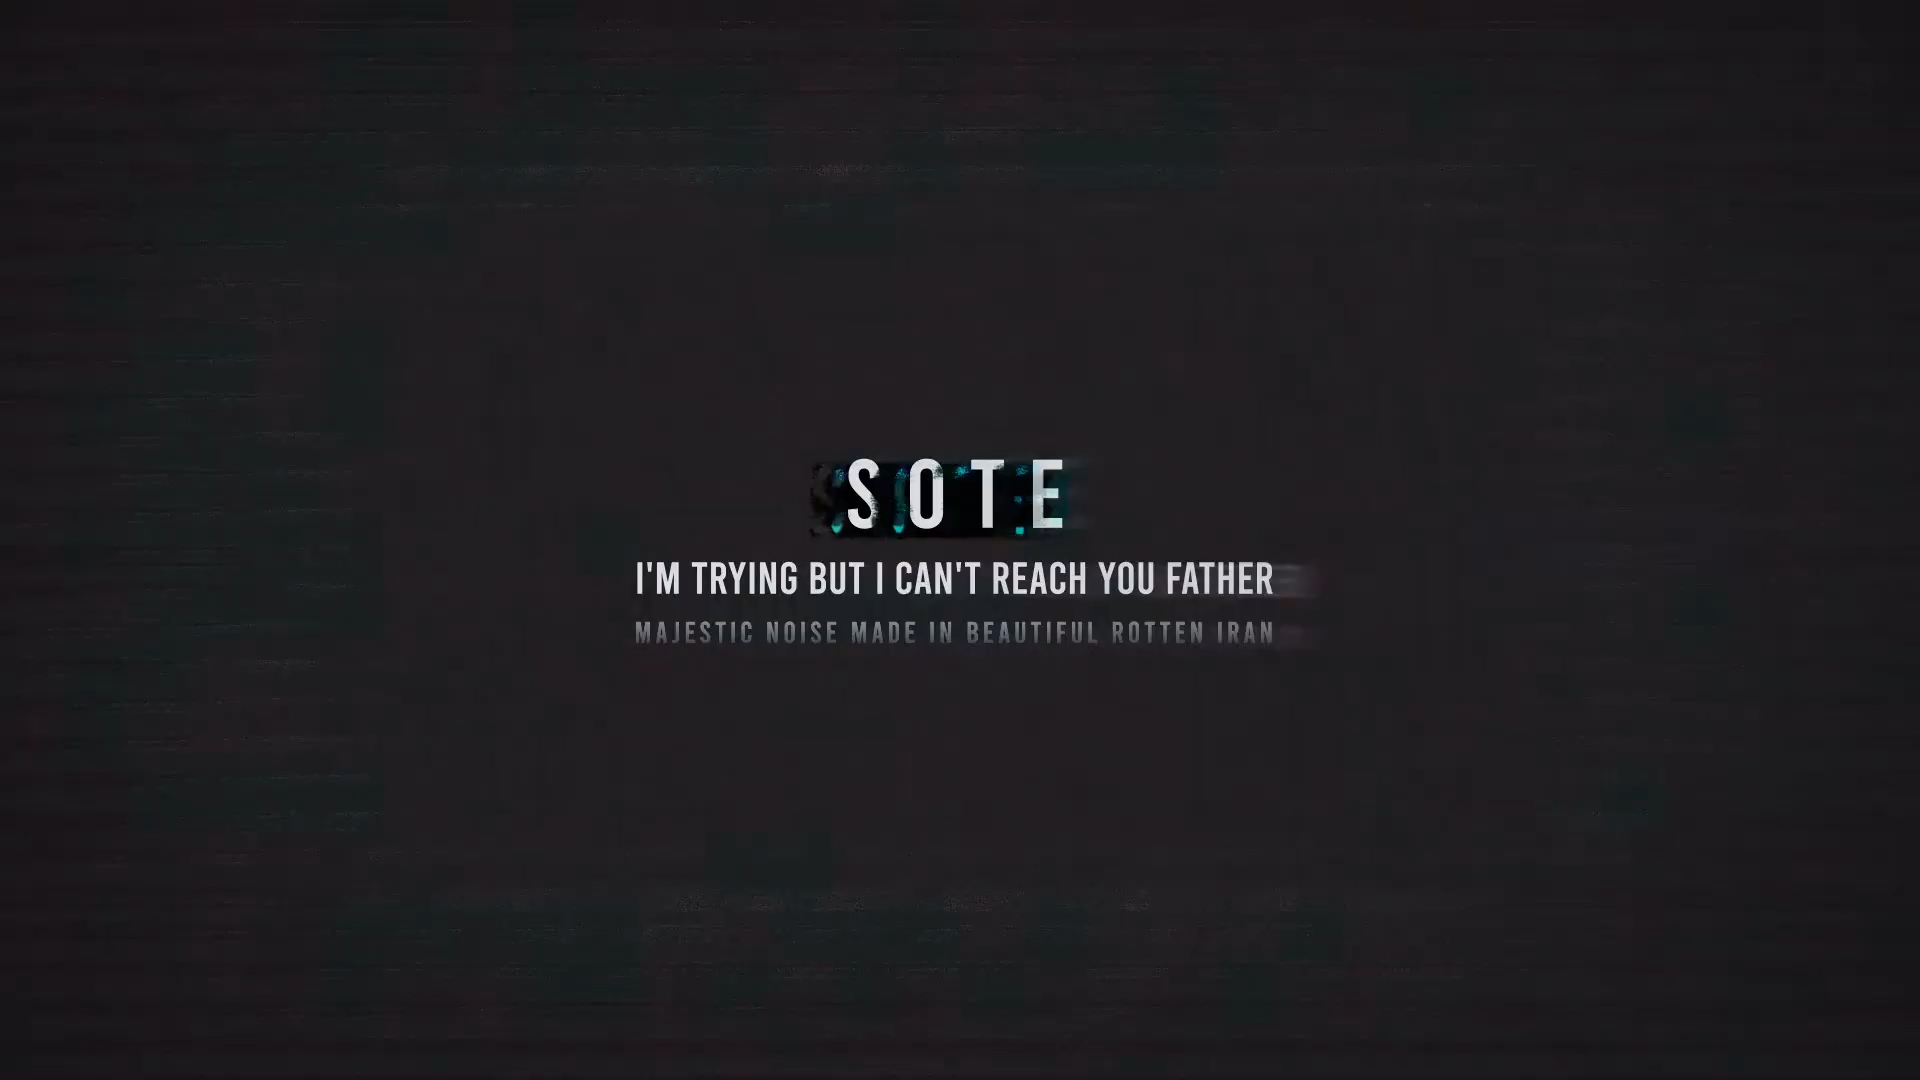 SOTE
I'M TRYING BUT I CAN'T REACH YOU FATHER
MAJESTIC NOISE MADE IN BEAUTIFUL ROTTEN IRAN